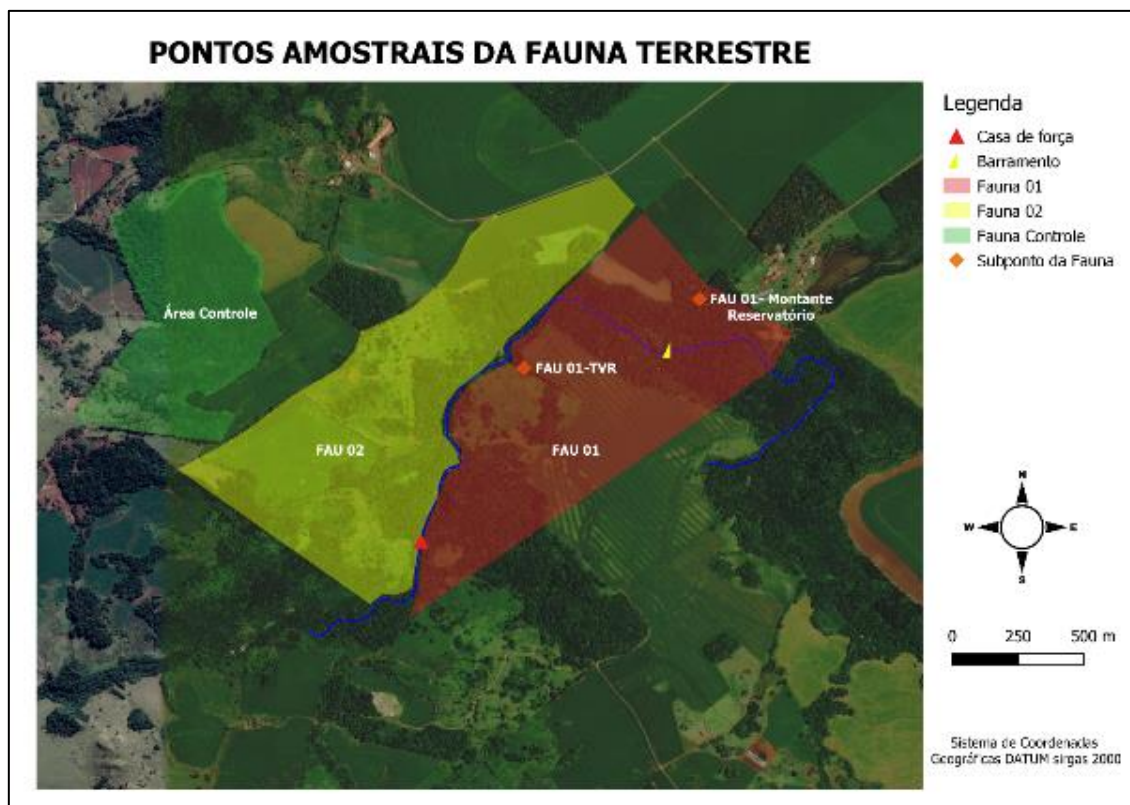 PONTOS AMOSTRAIS DA FAUNA TERRESTRE
Legenda
Casa de força
Barramento
Fauna 01
Fauna 02
Fauna Controle
Subponto da Fauna
Área Controle
FAU 01- Montante
Reservatório
FAU 01-TVR
FAU 02
FAU 01
N
W
E
S
0 250 500 m
Sistema de Coordenadas
Geográficas DATUM sirgas 2000